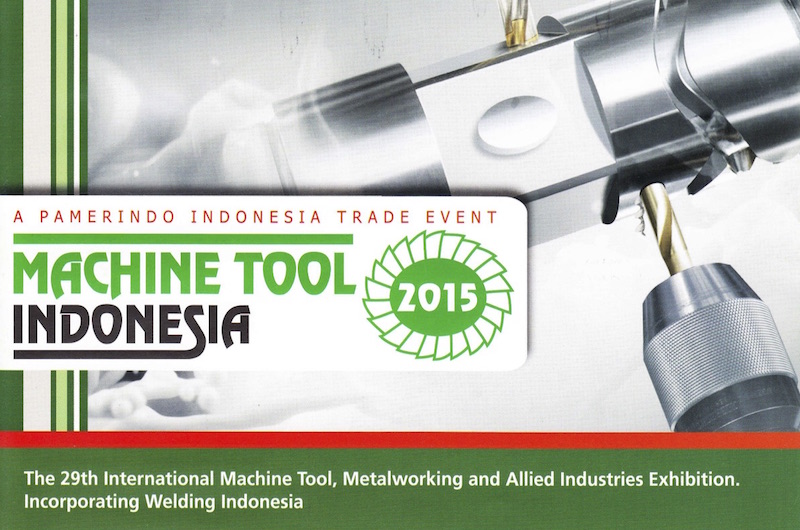 A PAMERINDO INDONESIA TRADE EVENT
MACHINE TOOL
INDONESIA
2015
The 29th International Machine Tool, Metalworking and Allied Industries Exhibition.
Incorporating Welding Indonesia